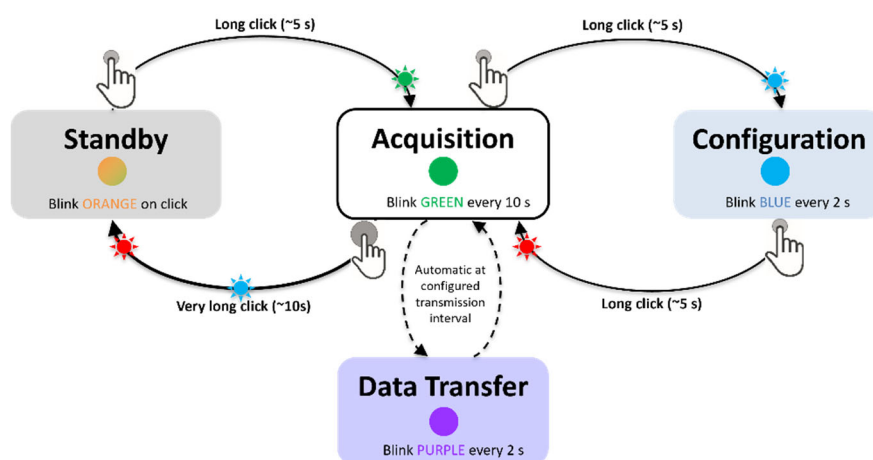 Long click (~5 s)
Long click (~5 s)
Standby
Blink ORANGE on click
Acquisition
Blink GREEN every 10 s
Configuration
Blink BLUE every 2 s
Very long click (~10s)
Automatic at
configured
transmission
interval
Long click (~5 s)
Data Transfer
Blink PURPLE every 2 s